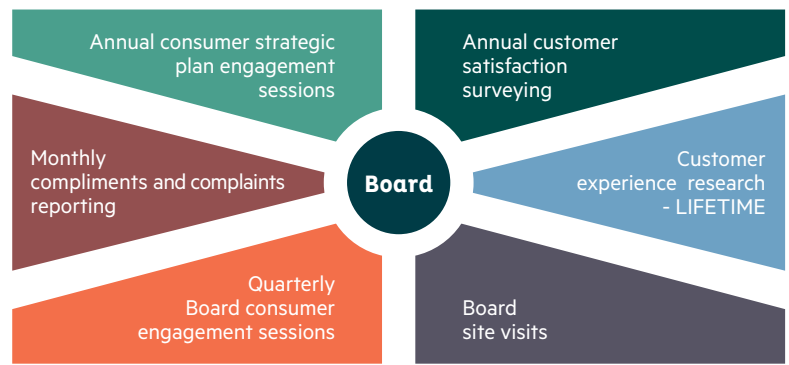 Annual consumer strategic
plan engagement
sessions
Annual customer
satisfaction
surveying
Monthly
compliments and complaints
reporting
Board
Customer
experience research
- LIFETIME
Quarterly
Board consumer
engagement sessions
Board
site visits